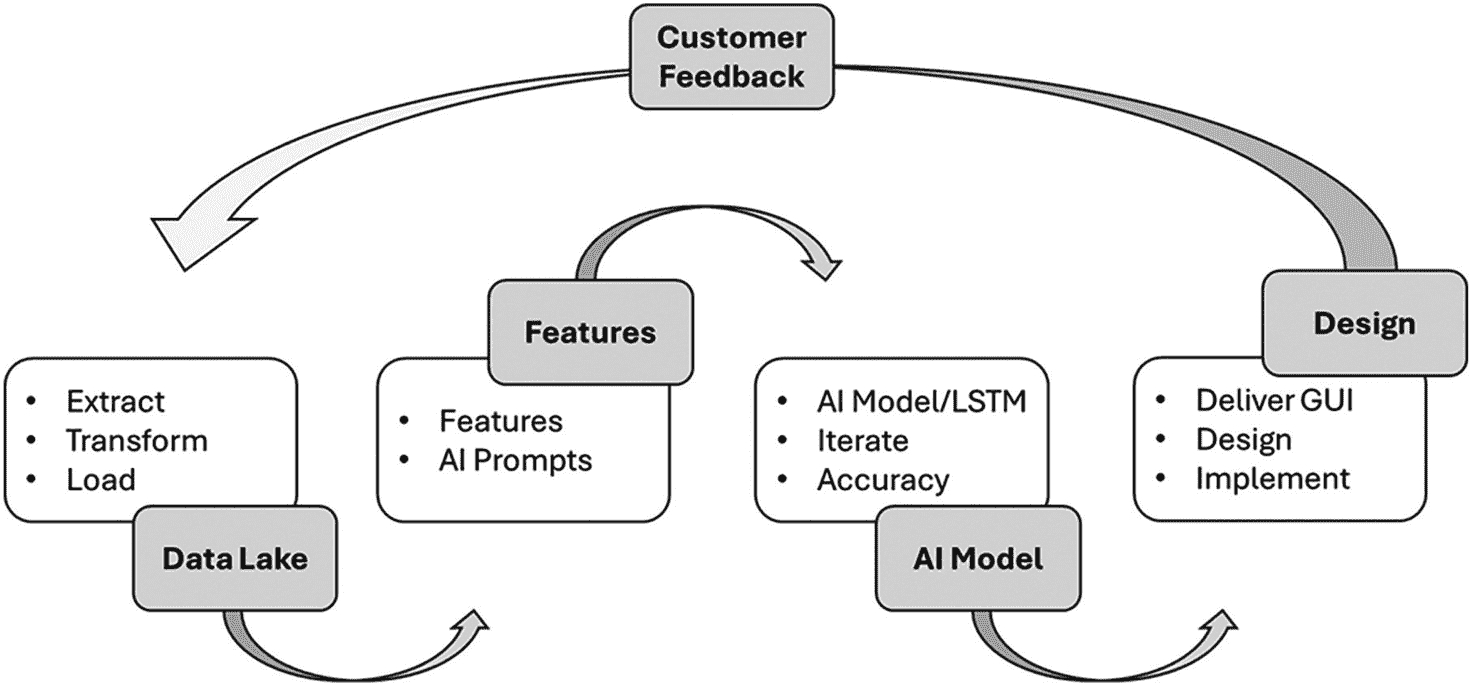 Customer
Feedback
Features
Design
• Extract
• Transform
• Load
Data Lake
• Features
• AI Prompts
• AI Model/LSTM
• Iterate
• Accuracy
AI Model
• Deliver GUI
• Design
• Implement